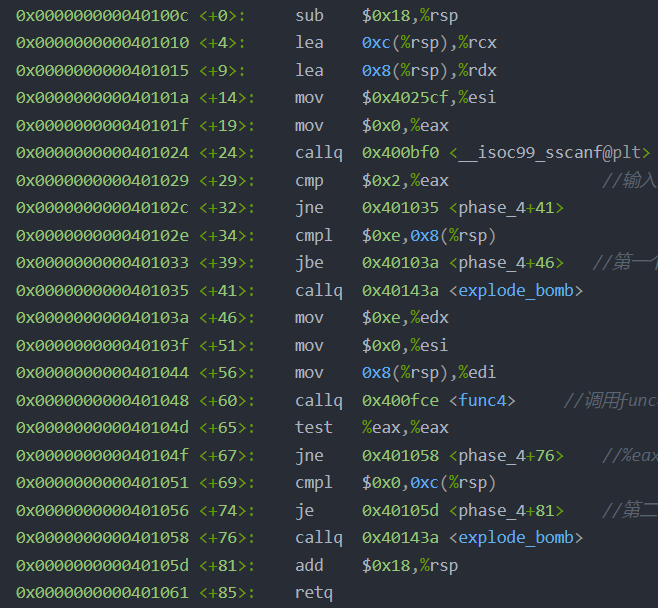 0x000000000040100c <+0>: sub $0x18,%rsp
0x0000000000401010 <+4>: lea 0xc(%rsp),%rcx
0x0000000000401015 <+9>: lea 0x8(%rsp),%rdx
0x000000000040101a <+14>: mov $0x4025cf,%esi
0x000000000040101f <+19>: mov $0x0,%eax
0x0000000000401024 <+24>: callq 0x400bf0 <__isoc99_sscanf@plt>
0x0000000000401029 <+29>: cmp $0x2,%eax //输入
0x000000000040102c <+32>: jne 0x401035 <phase_4+41>
0x000000000040102e <+34>: cmpl $0xe,0x8(%rsp)
0x0000000000401033 <+39>: jbe 0x40103a <phase_4+46> //第一个
0x0000000000401035 <+41>: callq 0x40143a <explode_bomb>
0x000000000040103a <+46>: mov $0xe,%edx
0x000000000040103f <+51>: mov $0x0,%esi
0x0000000000401044 <+56>: mov 0x8(%rsp),%edi
0x0000000000401048 <+60>: callq 0x400fce <func4> //调用func
0x000000000040104d <+65>: test %eax,%eax
0x000000000040104f <+67>: jne 0x401058 <phase_4+76> //%eax
0x0000000000401051 <+69>: cmpl $0x0,0xc(%rsp)
0x0000000000401056 <+74>: je 0x40105d <phase_4+81> //第二
0x0000000000401058 <+76>: callq 0x40143a <explode_bomb>
0x000000000040105d <+81>: add $0x18,%rsp
0x0000000000401061 <+85>: retq